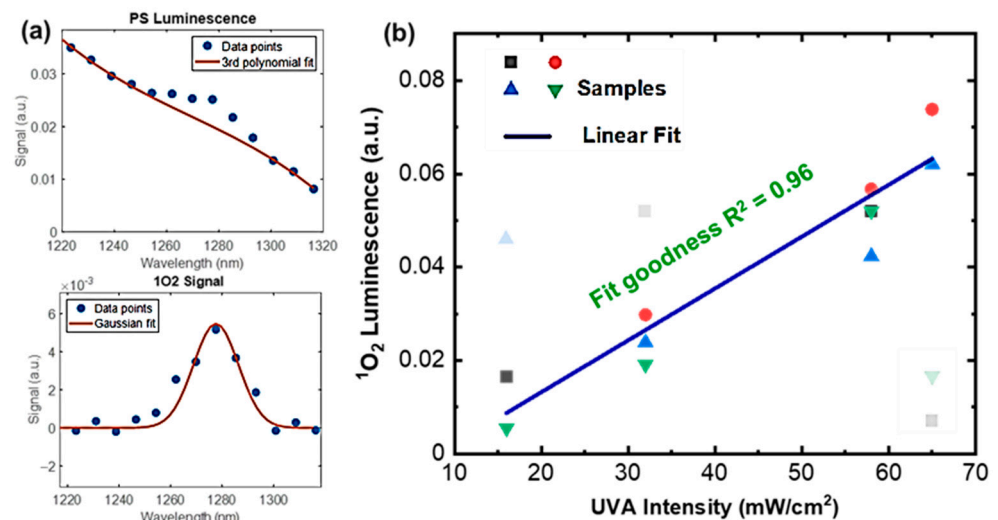 (a)
PS Luminescence
Data points
3rd polynomial fit
Signal (a.u.)
0.03
0.02
0.01
0
1220 1240 1260 1280 1300 1320
Wavelength (nm)
×10⁻³
1O2 Signal
Data points
Gaussian fit
Signal (a.u.)
6
4
2
0
−2
1220 1240 1260 1280 1300
Wavelength (nm)
(b)
Samples
Linear Fit
Fit goodness R² = 0.96
¹O₂ Luminescence (a.u.)
0.08
0.06
0.04
0.02
0
10 20 30 40 50 60 70
UVA Intensity (mW/cm²)